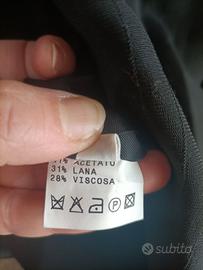 % ACETATO
31% LANA
28% VISCOSA
subito